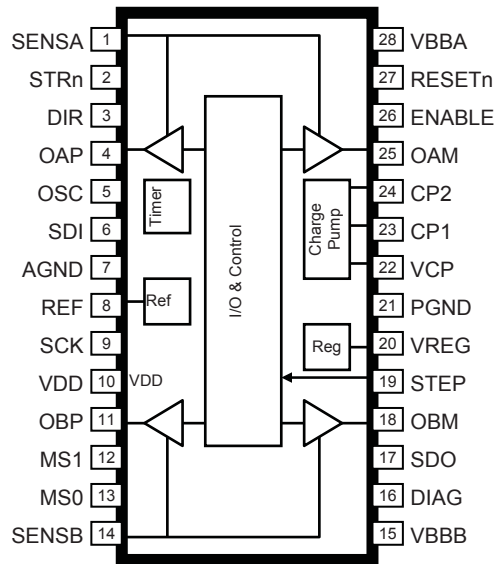 SENSA 1 28 VBBA
STRn 2 27 RESETn
DIR 3 26 ENABLE
OAP 4 25 OAM
OSC 5 24 CP2
SDI 6 23 CP1
AGND 7 22 VCP
REF 8 21 PGND
SCK 9 20 VREG
VDD 10 VDD 19 STEP
OBP 11 18 OBM
MS1 12 17 SDO
MS0 13 16 DIAG
SENSB 14 15 VBBB
Timer
Ref
I/O & Control
Charge
Pump
Reg